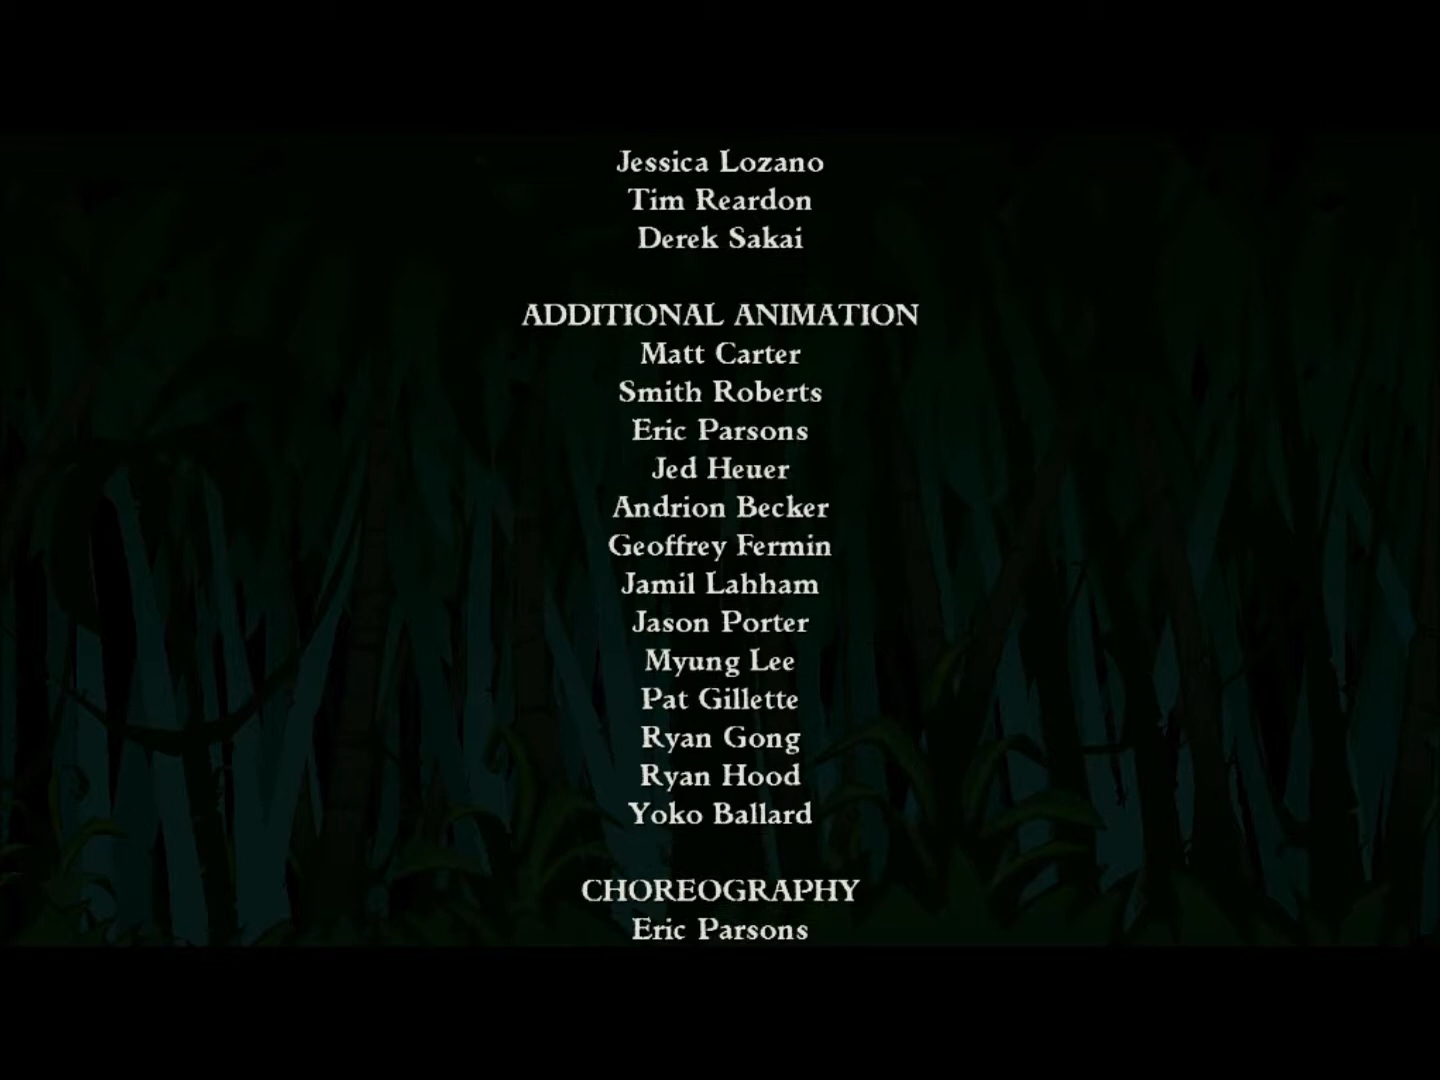 Jessica Lozano
Tim Reardon
Derek Sakai
ADDITIONAL ANIMATION
Matt Carter
Smith Roberts
Eric Parsons
Jed Heuer
Andrion Becker
Geoffrey Fermin
Jamil Lahham
Jason Porter
Myung Lee
Pat Gillette
Ryan Gong
Ryan Hood
Yoko Ballard
CHOREOGRAPHY
Eric Parsons